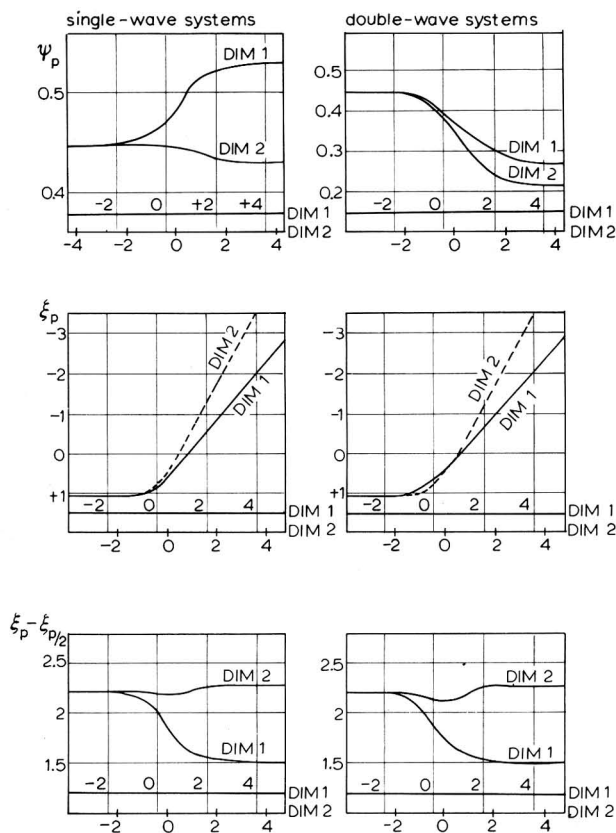 single-wave systems
double-wave systems
ψp
DIM 1
DIM 2
0.5
0.4
-2 0 +2 +4 DIM 1
DIM 2
-4 -2 0 2 4
0.5
0.4
0.3
0.2
DIM 1
DIM 2
-2 0 2 4 DIM 1
DIM 2
-2 0 2 4
ξp
-3
-2
-1
0
+1
DIM 2
DIM 1
-2 0 2 4 DIM 1
DIM 2
-2 0 2 4
-3
-2
-1
0
+1
DIM 2
DIM 1
-2 0 2 4 DIM 1
DIM 2
-2 0 2 4
ξp-ξp/2
2.5
2
1.5
DIM 2
DIM 1
-2 0 2 4 DIM 1
DIM 2
-2 0 2 4
2.5
2
1.5
DIM 2
DIM 1
-2 0 2 4 DIM 1
DIM 2
-2 0 2 4